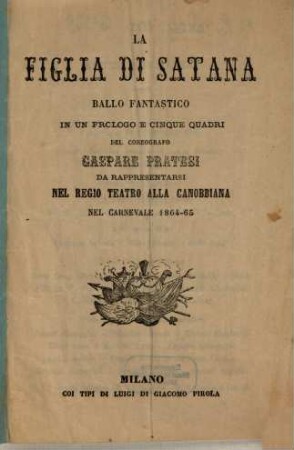 LA
FIGLIA DI SATANA
BALLO FANTASTICO
IN UN PROLOGO E CINQUE QUADRI
DEL COREOGRAFO
GASPARE PRATESI
DA RAPPRESENTARSI
NEL REGIO TEATRO ALLA CANOBBIANA
NEL CARNEVALE 1864-65
MILANO
COI TIPI DI LUIGI DI GIACOMO PIROLA